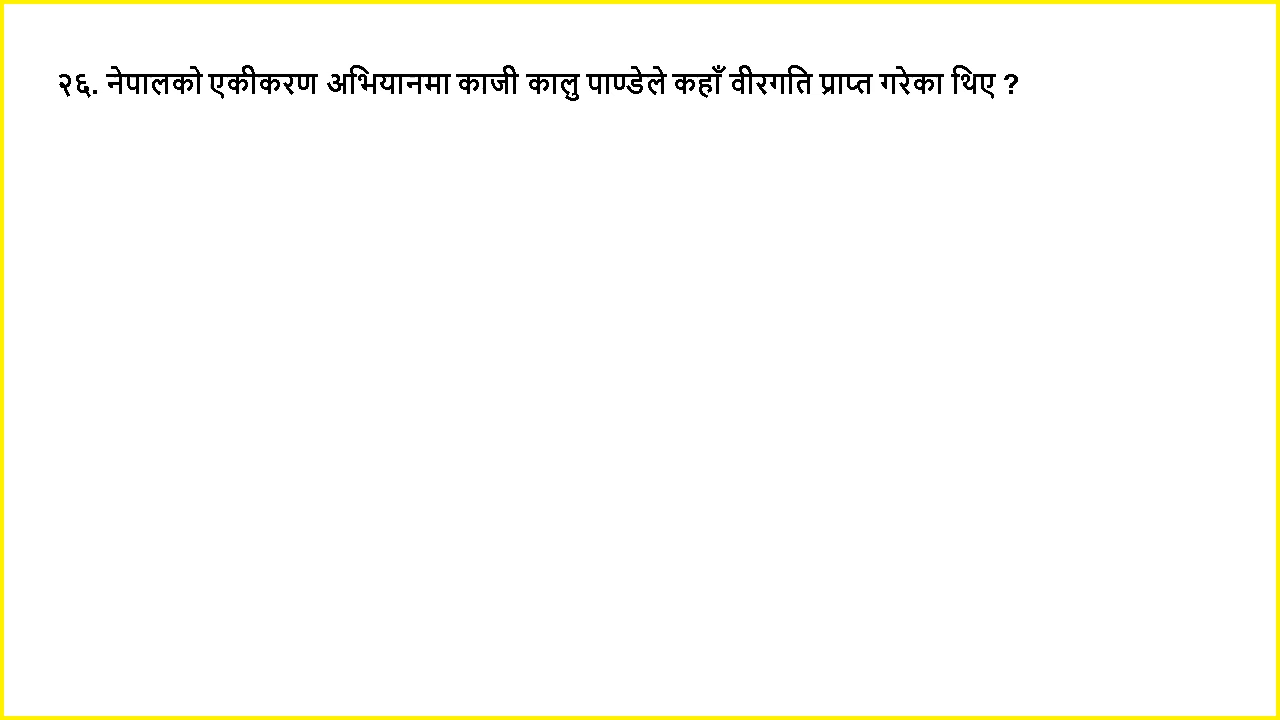 २६. नेपालको एकीकरण अभियानमा काजी कालु पाण्डेले कहाँ वीरगति प्राप्त गरेका थिए ?